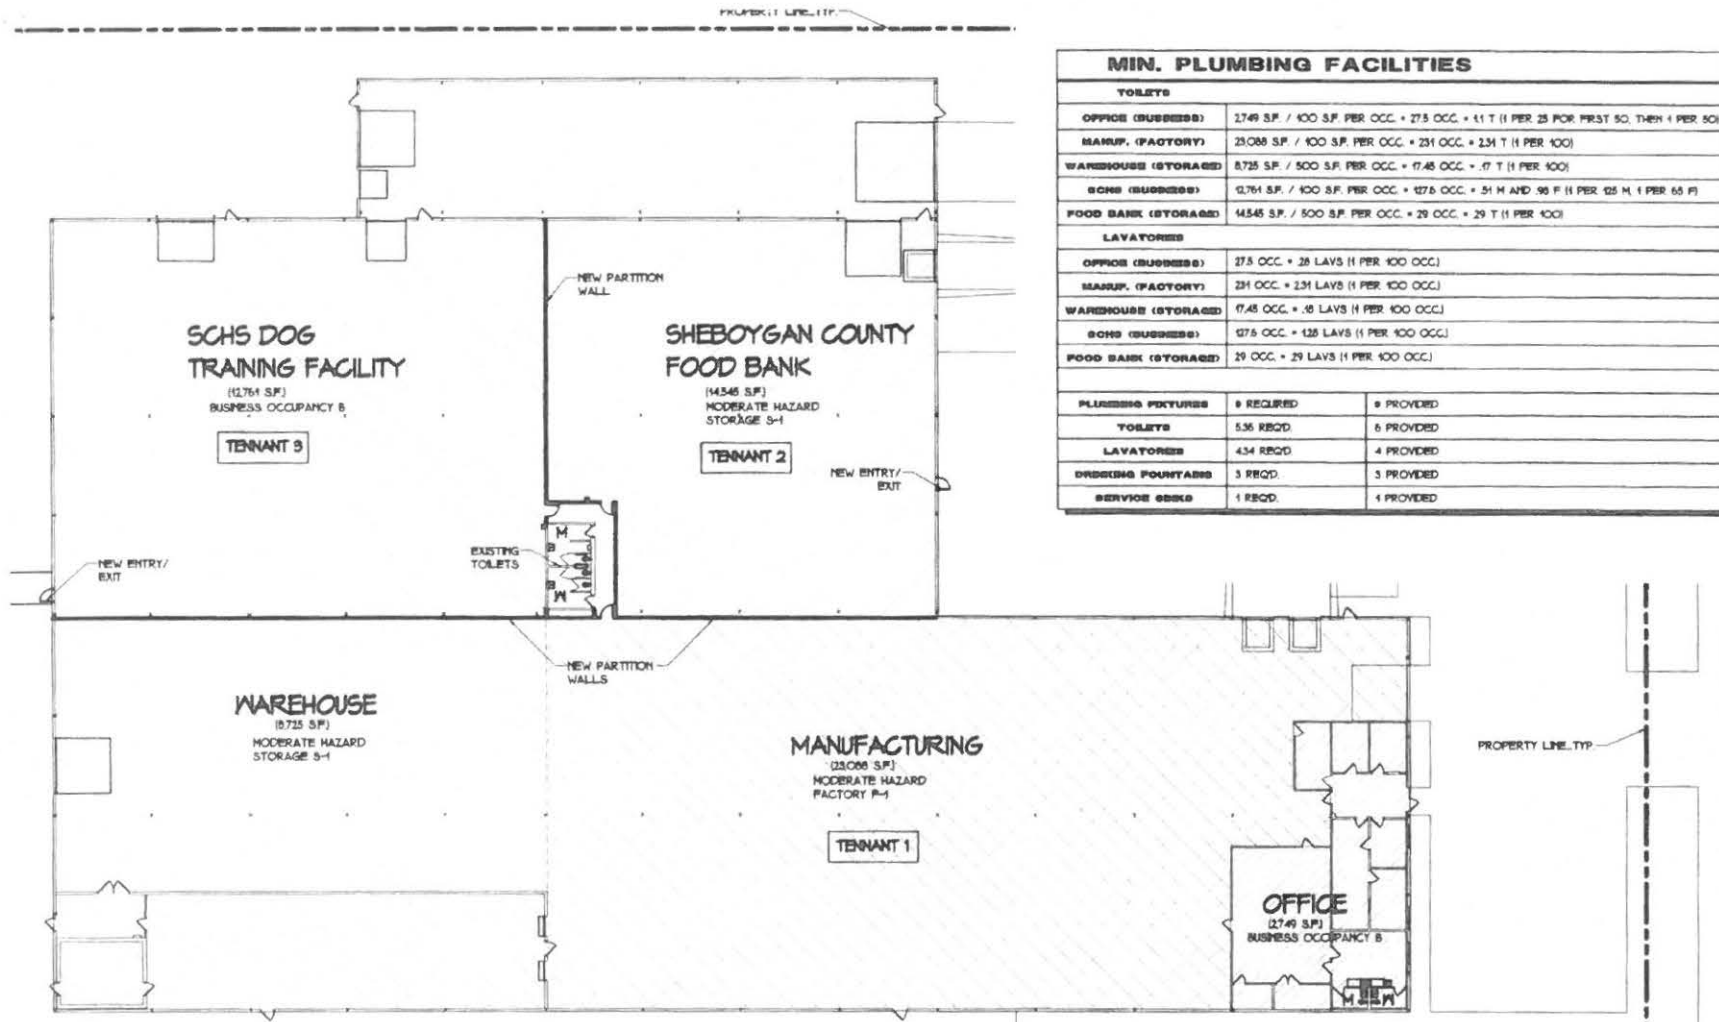 PROPERTY LINE, TYP.
MIN. PLUMBING FACILITIES
TOILETS
OFFICE (BUSINESS) 2,749 S.F. / 100 S.F. PER OCC. = 27.5 OCC. = 1.1 T (1 PER 25 FOR FIRST 50, THEN 1 PER 50)
MANUF. (FACTORY) 23,088 S.F. / 100 S.F. PER OCC. = 231 OCC. = 2.31 T (1 PER 100)
WAREHOUSE (STORAGE) 8,725 S.F. / 500 S.F. PER OCC. = 17.45 OCC. = .17 T (1 PER 100)
SCHS (BUSINESS) 12,761 S.F. / 100 S.F. PER OCC. = 127.6 OCC. = .51 M AND .98 F (1 PER 125 M, 1 PER 65 F)
FOOD BANK (STORAGE) 14,545 S.F. / 500 S.F. PER OCC. = 29 OCC. = .29 T (1 PER 100)
LAVATORIES
OFFICE (BUSINESS) 27.5 OCC. = .28 LAVS (1 PER 100 OCC.)
MANUF. (FACTORY) 231 OCC. = 2.31 LAVS (1 PER 100 OCC.)
WAREHOUSE (STORAGE) 17.45 OCC. = .18 LAVS (1 PER 100 OCC.)
SCHS (BUSINESS) 127.6 OCC. = 1.28 LAVS (1 PER 100 OCC.)
FOOD BANK (STORAGE) 29 OCC. = .29 LAVS (1 PER 100 OCC.)
PLUMBING FIXTURES # REQUIRED # PROVIDED
TOILETS 5.36 REQ'D. 6 PROVIDED
LAVATORIES 4.34 REQ'D. 4 PROVIDED
DRINKING FOUNTAINS 3 REQ'D. 3 PROVIDED
SERVICE SINKS 1 REQ'D. 1 PROVIDED
NEW PARTITION
WALL
SCHS DOG
TRAINING FACILITY
(12,761 S.F.)
BUSINESS OCCUPANCY B
TENNANT 3
SHEBOYGAN COUNTY
FOOD BANK
(14,545 S.F.)
MODERATE HAZARD
STORAGE S-1
TENNANT 2
NEW ENTRY/
EXIT
EXISTING
TOILETS
M
W
NEW ENTRY/
EXIT
NEW PARTITION
WALLS
WAREHOUSE
(8,725 S.F.)
MODERATE HAZARD
STORAGE S-1
MANUFACTURING
(23,088 S.F.)
MODERATE HAZARD
FACTORY F-1
TENNANT 1
PROPERTY LINE, TYP.
OFFICE
(2,749 S.F.)
BUSINESS OCCUPANCY B
M W